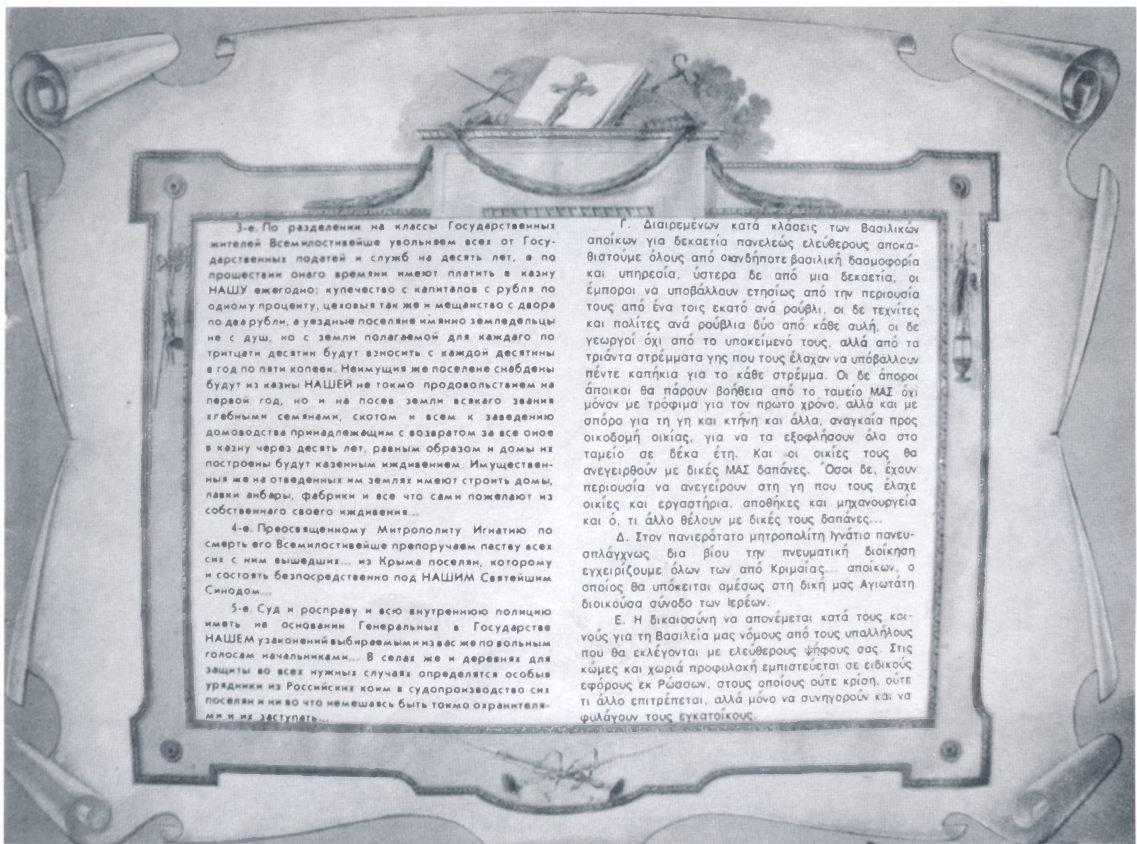 3-е. По разделении на классы Государственных
жителей Всемилостивейше увольняем всех от Госу-
дарственных податей и служб на десять лет, а по
прошествии онаго времяни имеют платить в казну
НАШУ ежегодно: купечество с капиталов с рубля по
одному проценту, цеховыя так же и мещанство с двора
по два рубли, а уездные поселяне имянно земледельцы
не с душ, но с земли полагаемой для каждаго по
тритцати десятин будут взносить с каждой десятины
в год по пяти копеек. Неимущия же поселяне снабдены
будут из казны НАШЕЙ не токмо продовольствием на
первой год, но и на посев земли всякаго звания
хлебными семянами, скотом и всем к заведению
домоводства принадлежащим с возвратом за все оное
в казну через десять лет, равным образом и домы их
построены будут казенным иждивением. Имуществен-
ныя же на отведенных им землях имеют строить домы,
лавки анбары, фабрики и все что сами пожелают из
собственнаго своего иждивения...
4-е. Преосвященному Митрополиту Игнатию по
смерть его Всемилостивейше препоручаем паству всех
сих с ним вышедших... из Крыма поселян, которому
и состоять безпосредственно под НАШИМ Святейшим
Синодом...
5-е. Суд и росправу и всю внутреннюю полицию
иметь на основании Генеральных в Государстве
НАШЕМ узаконений выбираемыми из вас же по вольным
голосам начальниками... В селах же и деревнях для
защиты во всех нужных случаях определятся особыя
урядники из Российских коим в судопроизводство сих
поселян и ни во что немешаясь быть токмо охранителя-
ми и их заступать...
Γ. Διαιρεμένων κατά κλάσεις των Βασιλικών
αποίκων για δεκαετία πανελεώς ελεύθερους αποκα-
θιστούμε όλους από οιανδήποτε βασιλική δασμοφορία
και υπηρεσία, ύστερα δε από μια δεκαετία, οι
έμποροι να υποβάλλουν ετησίως από την περιουσία
τους από ένα τοις εκατό ανά ρούβλι, οι δε τεχνίτες
και πολίτες ανά ρούβλια δύο από κάθε αυλή, οι δε
γεωργοί όχι από το υποκείμενό τους, αλλά από τα
τριάντα στρέμματα γης που τους έλαχαν να υπόβαλλουν
πέντε καπήκια για το κάθε στρέμμα. Οι δε άποροι
άποικοι θα πάρουν βοήθεια από το ταμείο ΜΑΣ όχι
μόνον με τρόφιμα για τον πρώτο χρόνο, αλλά και με
σπόρο για τη γη και κτήνη και άλλα, αναγκαία προς
οικοδομή οικίας, για να τα εξοφλήσουν όλα στο
ταμείο σε δέκα έτη. Και οι οικίες τους θα
ανεγειρθούν με δικές ΜΑΣ δαπάνες. Όσοι δε, έχουν
περιουσία να ανεγείρουν στη γη που τους έλαχε
οικίες και εργαστήρια, αποθήκες και μηχανουργεία
και ό, τι άλλο θέλουν με δικές τους δαπάνες...
Δ. Στον πανιερότατο μητροπολίτη Ιγνάτιο πανευ-
σπλάχνως δια βίου την πνευματική διοίκηση
εγχειρίζουμε όλων των από Κριμαίας... αποίκων, ο
οποίος θα υπόκειται αμέσως στη δική μας Αγιωτάτη
διοικούσα σύνοδο των Ιερέων.
Ε. Η δικαιοσύνη να απονέμεται κατά τους κοι-
νούς για τη Βασιλεία μας νόμους από τους υπαλλήλους
που θα εκλέγονται με ελεύθερους ψήφους σας. Στις
κώμες και χωριά προφυλακή εμπιστεύεται σε ειδικούς
εφόρους εκ Ρώσσων, στους οποίους ούτε κρίση, ούτε
τι άλλο επιτρέπεται, αλλά μόνο να συνηγορούν και να
φυλάγουν τους εγκατοίκους.